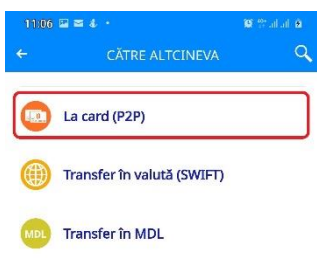 11:06
CĂTRE ALTCINEVA
La card (P2P)
Transfer în valută (SWIFT)
MDL Transfer în MDL